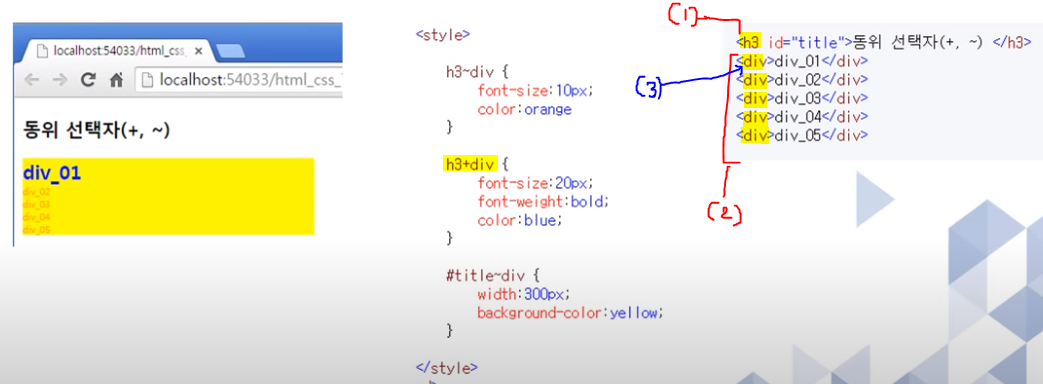 localhost:54033/html_css_
localhost:54033/html_css_
동위 선택자(+, ~)
div_01
div_02
div_03
div_04
div_05
<style>
h3~div {
font-size:10px;
color:orange
}
h3+div {
font-size:20px;
font-weight:bold;
color:blue;
}
#title~div {
width:300px;
background-color:yellow;
}
</style>
(1)
<h3 id="title">동위 선택자(+, ~) </h3>
<div>div_01</div>
(3)
<div>div_02</div>
<div>div_03</div>
<div>div_04</div>
<div>div_05</div>
(2)